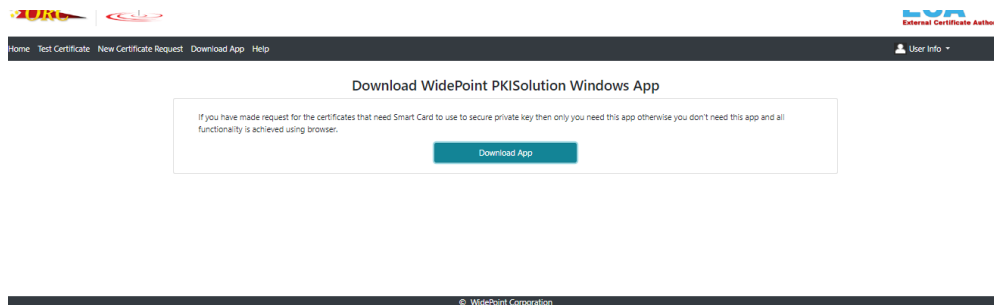 ORC
ECA
External Certificate Autho
Home Test Certificate New Certificate Request Download App Help
User Info
Download WidePoint PKISolution Windows App
If you have made request for the certificates that need Smart Card to use to secure private key then only you need this app otherwise you don't need this app and all
functionality is achieved using browser.
Download App
© WidePoint Corporation